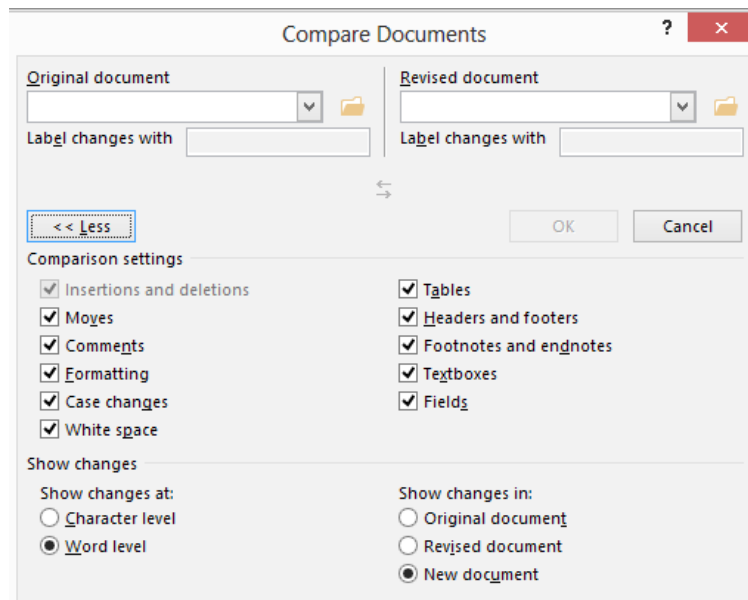 Compare Documents
?
Original document
Revised document
Label changes with
Label changes with
<< Less
OK
Cancel
Comparison settings
Insertions and deletions
Tables
Moves
Headers and footers
Comments
Footnotes and endnotes
Formatting
Textboxes
Case changes
Fields
White space
Show changes
Show changes at:
Show changes in:
Character level
Original document
Word level
Revised document
New document